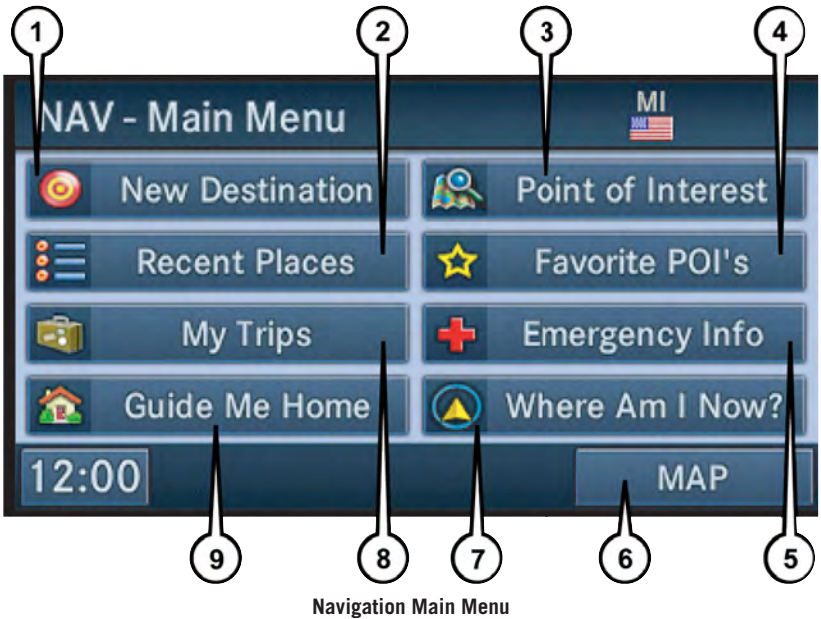 1 2 3 4
NAV - Main Menu MI
New Destination Point of Interest
Recent Places Favorite POI's
My Trips Emergency Info
Guide Me Home Where Am I Now?
12:00 MAP
9 8 7 6 5
Navigation Main Menu